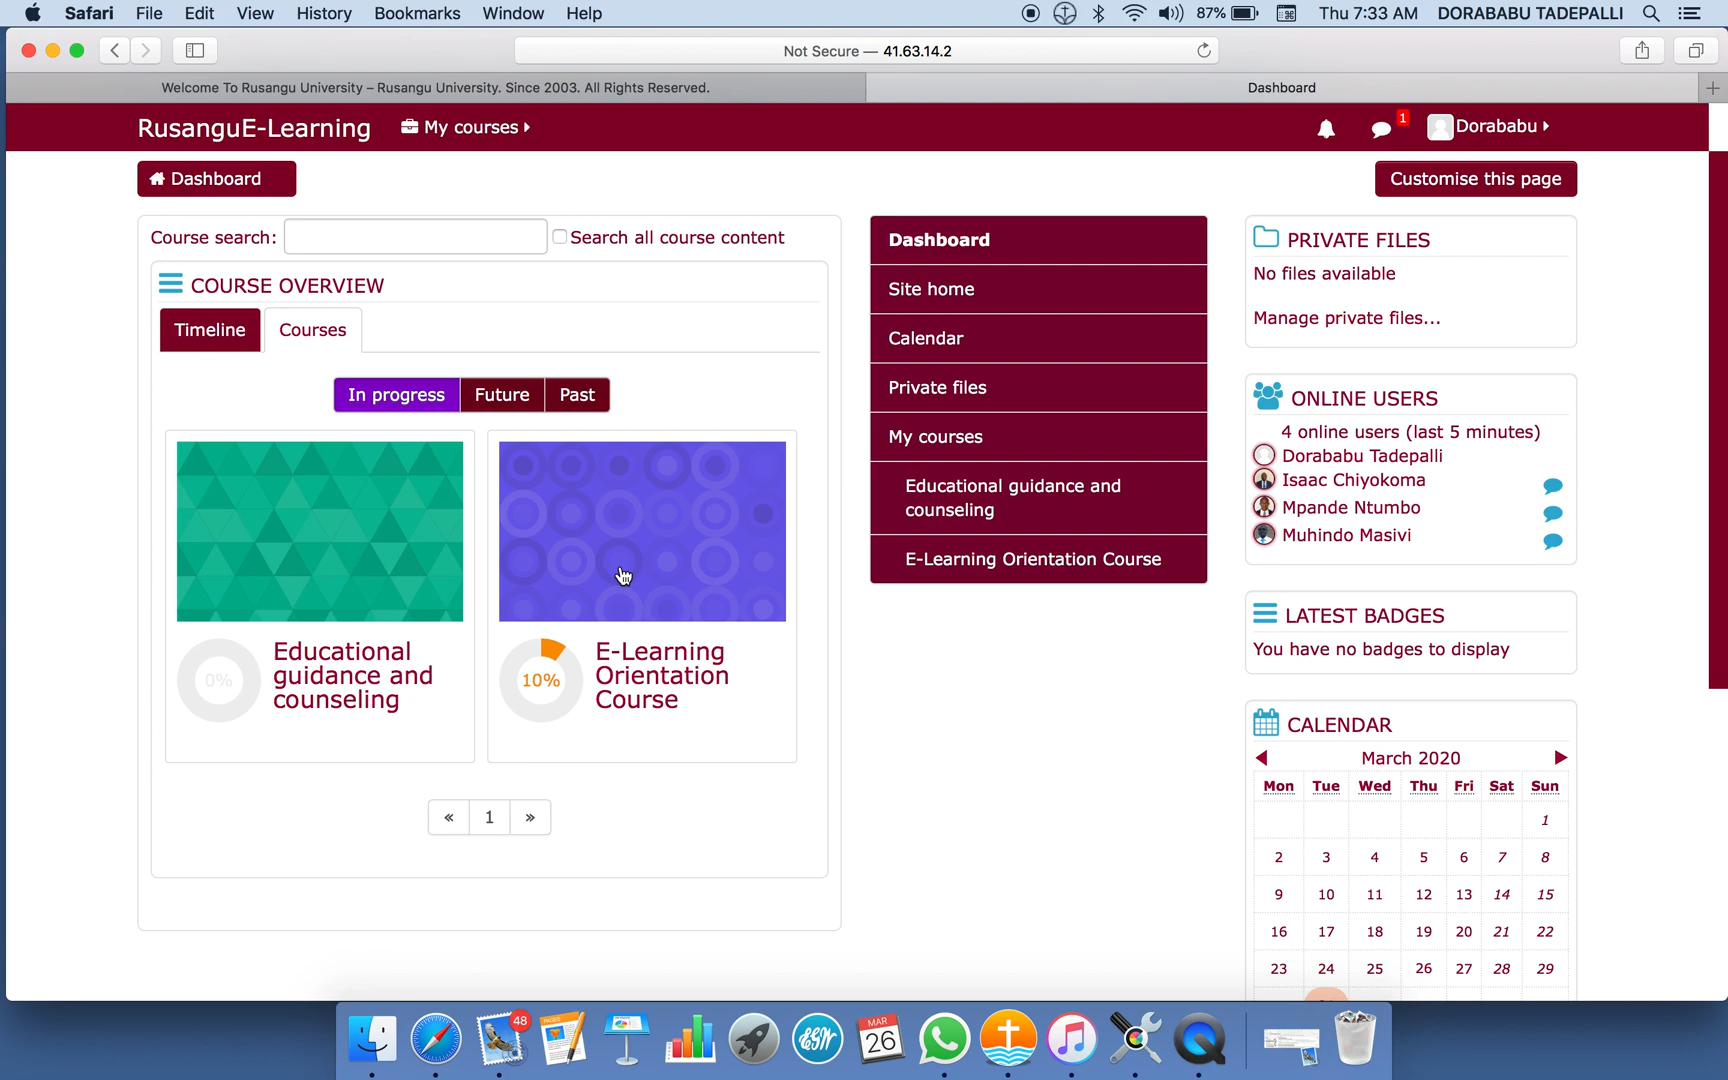 Safari File Edit View History Bookmarks Window Help 87% Thu 7:33 AM DORABABU TADEPALLI
Not Secure — 41.63.14.2
Welcome To Rusangu University – Rusangu University. Since 2003. All Rights Reserved.
Dashboard
RusanguE-Learning My courses 1 Dorababu
Dashboard
Customise this page
Course search: Search all course content
COURSE OVERVIEW
Timeline Courses
In progress Future Past
0%
Educational
guidance and
counseling
10%
E-Learning
Orientation
Course
« 1 »
Dashboard
Site home
Calendar
Private files
My courses
Educational guidance and
counseling
E-Learning Orientation Course
PRIVATE FILES
No files available
Manage private files...
ONLINE USERS
4 online users (last 5 minutes)
Dorababu Tadepalli
Isaac Chiyokoma
Mpande Ntumbo
Muhindo Masivi
LATEST BADGES
You have no badges to display
CALENDAR
March 2020
Mon Tue Wed Thu Fri Sat Sun
1
2 3 4 5 6 7 8
9 10 11 12 13 14 15
16 17 18 19 20 21 22
23 24 25 26 27 28 29
48
PAGES
MAR
26